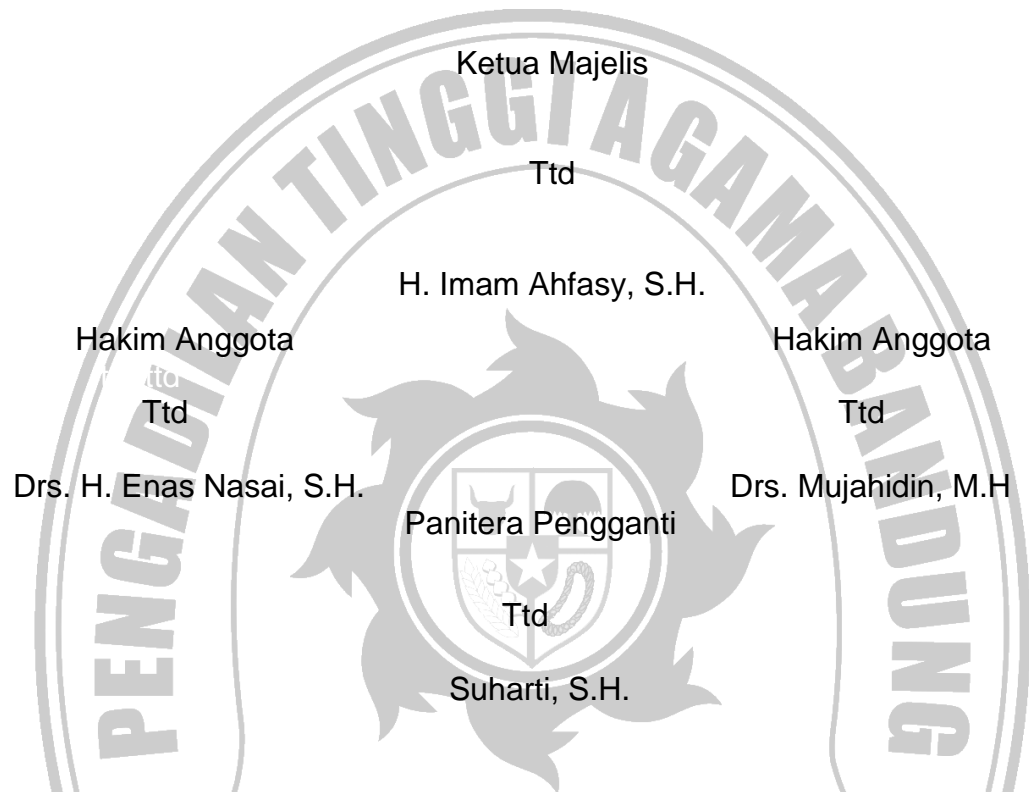 PENGADILAN TINGGI AGAMA BANDUNG
Ketua Majelis
Ttd
H. Imam Ahfasy, S.H.
Hakim Anggota
Hakim Anggota
ttd
Ttd
Ttd
Drs. H. Enas Nasai, S.H.
Drs. Mujahidin, M.H
Panitera Pengganti
Ttd
Suharti, S.H.